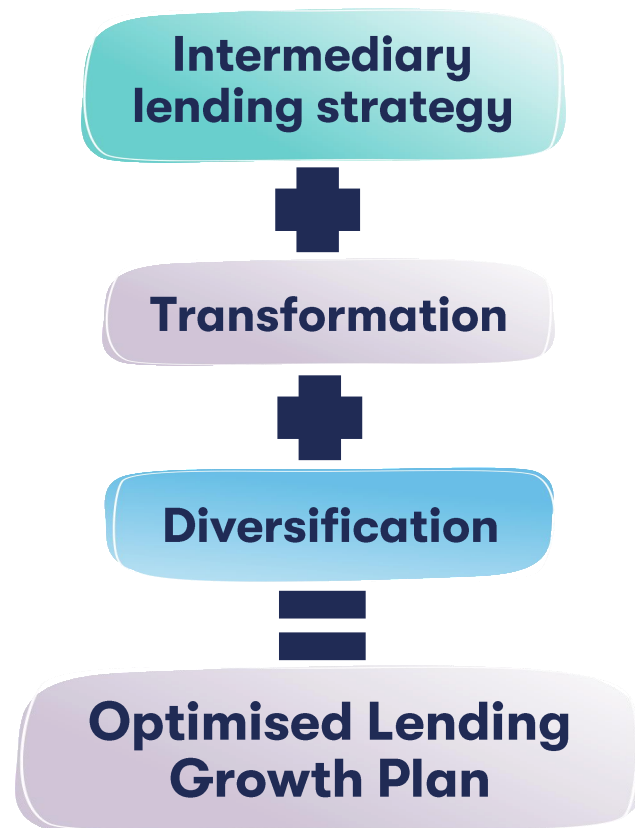 Intermediary
lending strategy
Transformation
Diversification
Optimised Lending
Growth Plan